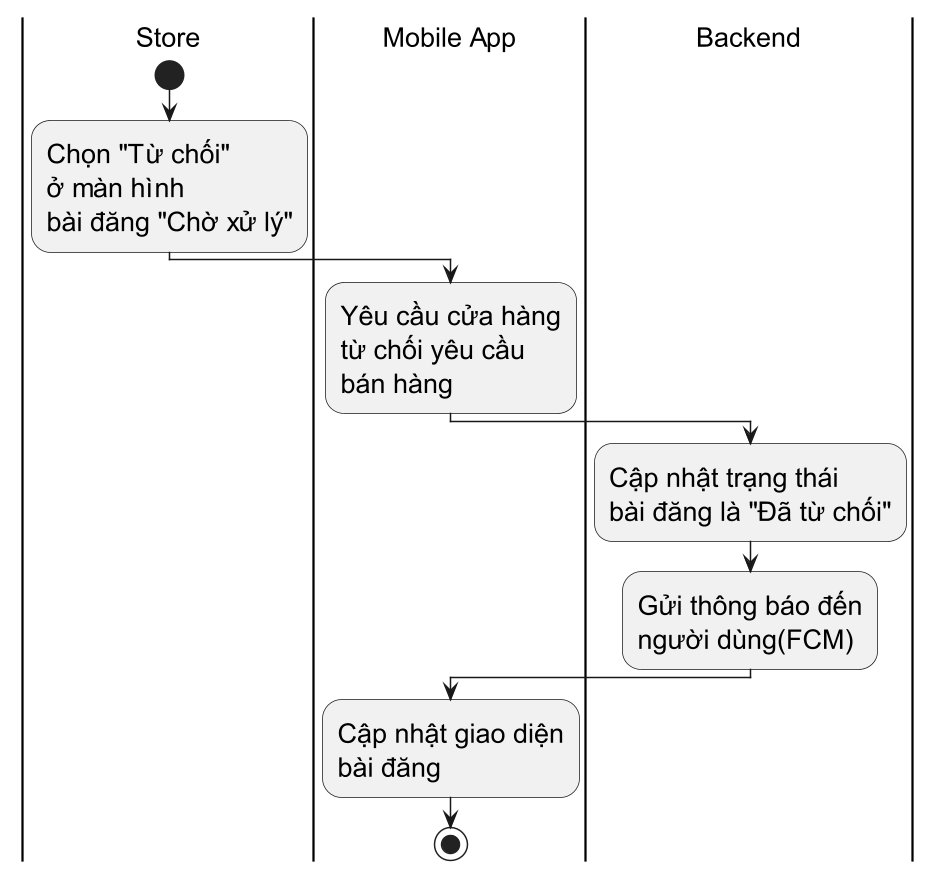 Store
Mobile App
Backend
Chọn "Từ chối"
ở màn hình
bài đăng "Chờ xử lý"
Yêu cầu cửa hàng
từ chối yêu cầu
bán hàng
Cập nhật trạng thái
bài đăng là "Đã từ chối"
Gửi thông báo đến
người dùng(FCM)
Cập nhật giao diện
bài đăng